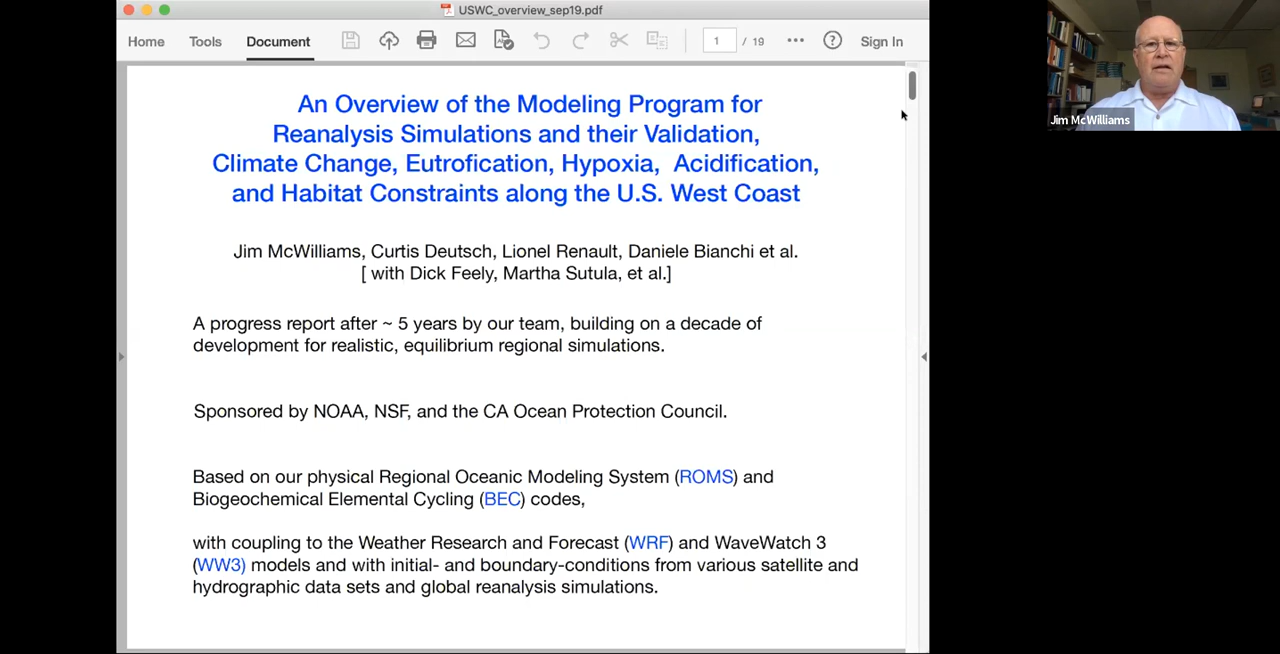 USWC_overview_sep19.pdf
Home Tools Document 1 / 19 Sign In
An Overview of the Modeling Program for
Reanalysis Simulations and their Validation,
Climate Change, Eutrofication, Hypoxia, Acidification,
and Habitat Constraints along the U.S. West Coast
Jim McWilliams, Curtis Deutsch, Lionel Renault, Daniele Bianchi et al.
[ with Dick Feely, Martha Sutula, et al.]
A progress report after ~ 5 years by our team, building on a decade of
development for realistic, equilibrium regional simulations.
Sponsored by NOAA, NSF, and the CA Ocean Protection Council.
Based on our physical Regional Oceanic Modeling System (ROMS) and
Biogeochemical Elemental Cycling (BEC) codes,
with coupling to the Weather Research and Forecast (WRF) and WaveWatch 3
(WW3) models and with initial- and boundary-conditions from various satellite and
hydrographic data sets and global reanalysis simulations.
Jim McWilliams